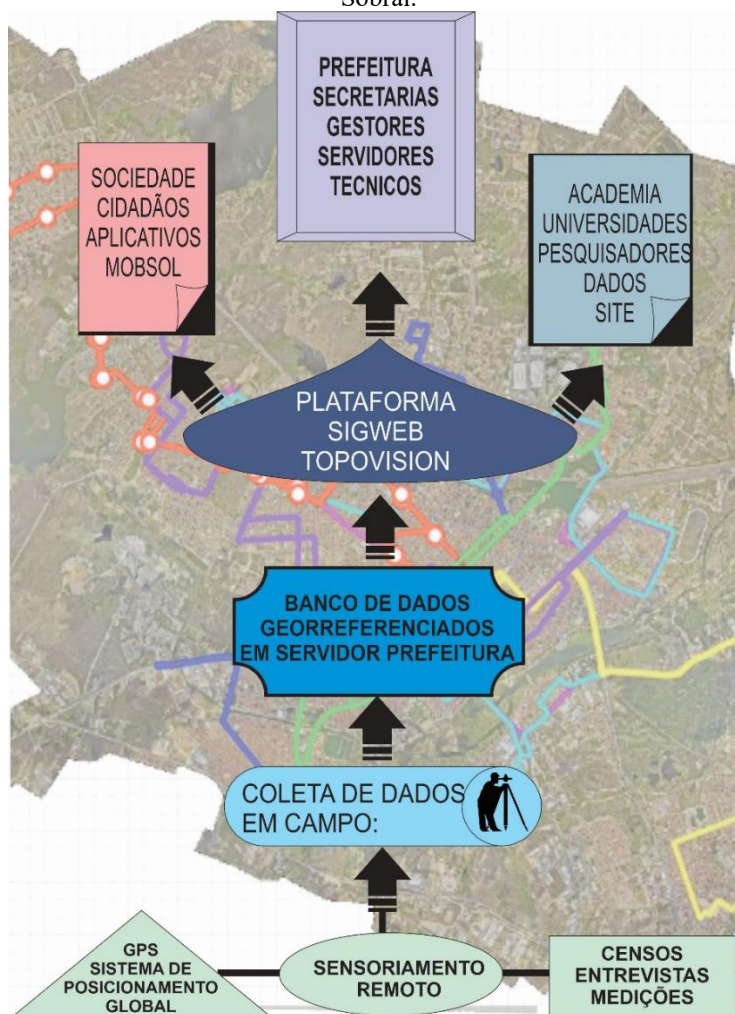 Sobral.
PREFEITURA
SECRETARIAS
GESTORES
SERVIDORES
TECNICOS
SOCIEDADE
CIDADÃOS
APLICATIVOS
MOBSOL
ACADEMIA
UNIVERSIDADES
PESQUISADORES
DADOS
SITE
PLATAFORMA
SIGWEB
TOPOVISION
BANCO DE DADOS
GEORREFERENCIADOS
EM SERVIDOR PREFEITURA
COLETA DE DADOS
EM CAMPO:
GPS
SISTEMA DE
POSICIONAMENTO
GLOBAL
SENSORIAMENTO
REMOTO
CENSOS
ENTREVISTAS
MEDIÇÕES